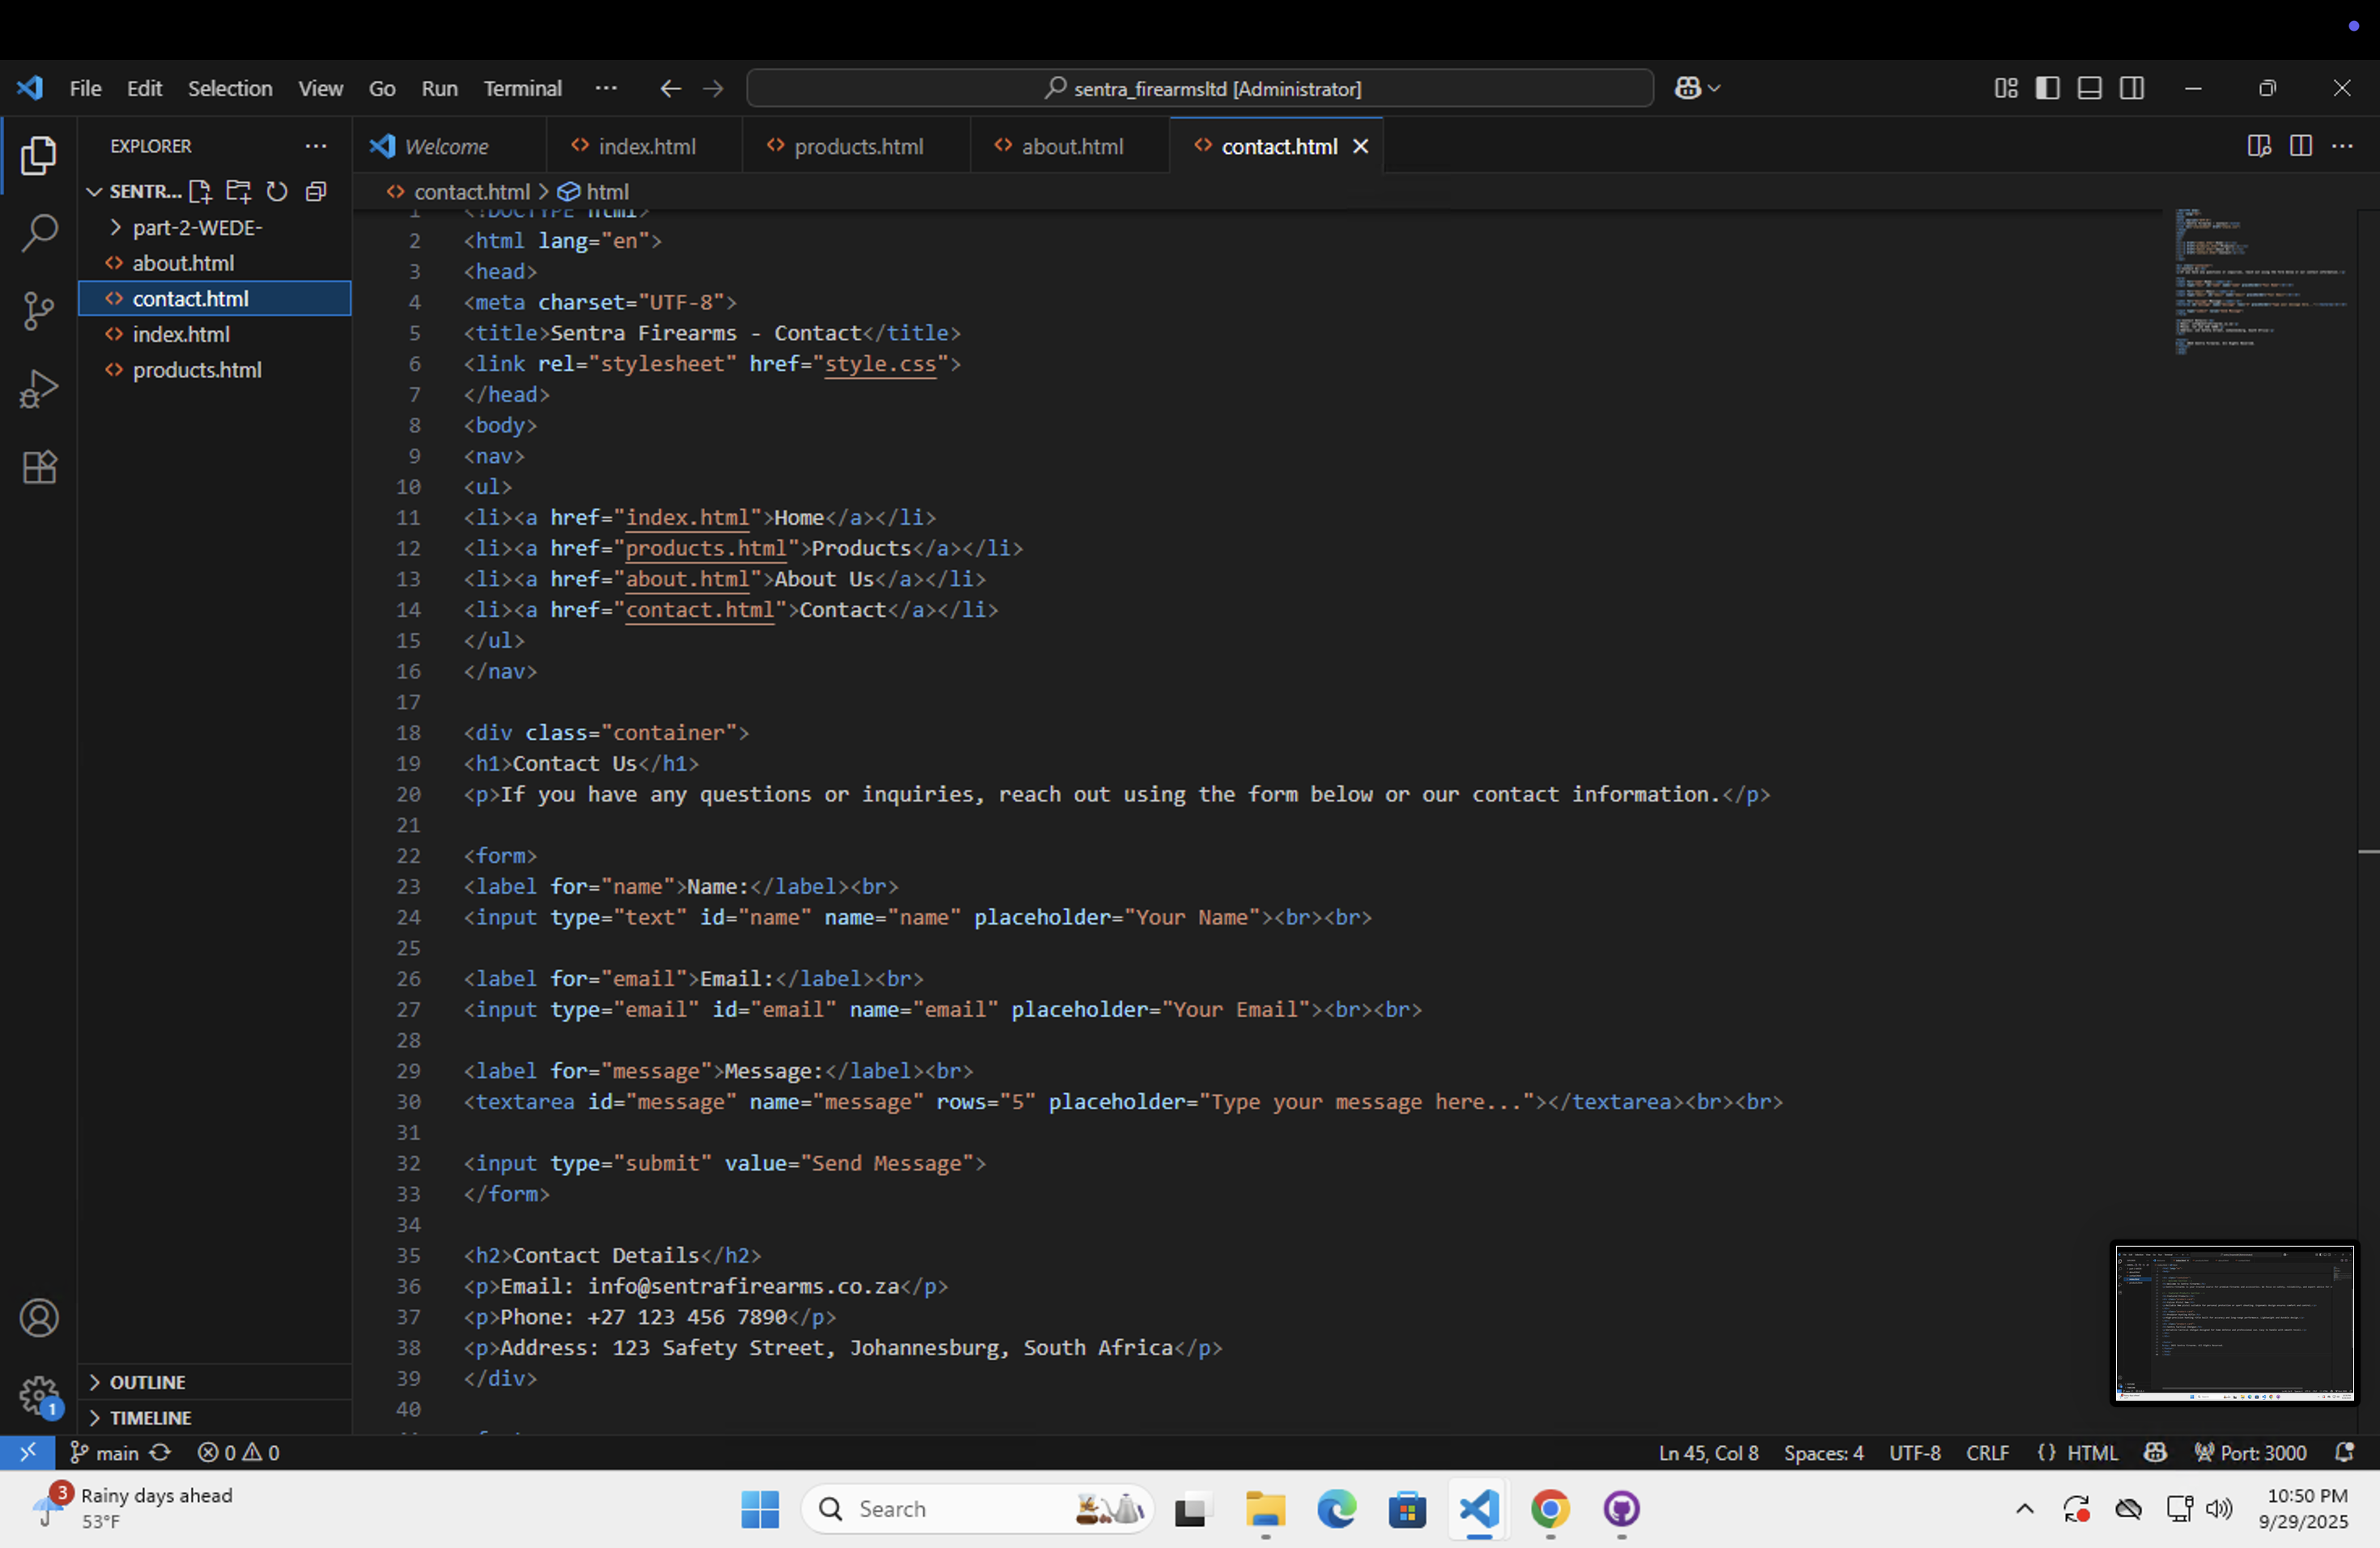 File Edit Selection View Go Run Terminal ... sentra_firearmsltd [Administrator]
EXPLORER ...
Welcome index.html products.html about.html contact.html
SENTR...
contact.html > html
part-2-WEDE-
about.html
contact.html
index.html
products.html
1 <!DOCTYPE html>
2 <html lang="en">
3 <head>
4 <meta charset="UTF-8">
5 <title>Sentra Firearms - Contact</title>
6 <link rel="stylesheet" href="style.css">
7 </head>
8 <body>
9 <nav>
10 <ul>
11 <li><a href="index.html">Home</a></li>
12 <li><a href="products.html">Products</a></li>
13 <li><a href="about.html">About Us</a></li>
14 <li><a href="contact.html">Contact</a></li>
15 </ul>
16 </nav>
17
18 <div class="container">
19 <h1>Contact Us</h1>
20 <p>If you have any questions or inquiries, reach out using the form below or our contact information.</p>
21
22 <form>
23 <label for="name">Name:</label><br>
24 <input type="text" id="name" name="name" placeholder="Your Name"><br><br>
25
26 <label for="email">Email:</label><br>
27 <input type="email" id="email" name="email" placeholder="Your Email"><br><br>
28
29 <label for="message">Message:</label><br>
30 <textarea id="message" name="message" rows="5" placeholder="Type your message here..."></textarea><br><br>
31
32 <input type="submit" value="Send Message">
33 </form>
34
35 <h2>Contact Details</h2>
36 <p>Email: info@sentrafirearms.co.za</p>
37 <p>Phone: +27 123 456 7890</p>
38 <p>Address: 123 Safety Street, Johannesburg, South Africa</p>
39 </div>
40
OUTLINE
TIMELINE
1
main 0 0 Ln 45, Col 8 Spaces: 4 UTF-8 CRLF {} HTML Port: 3000
3 Rainy days ahead
53°F
Search
10:50 PM
9/29/2025